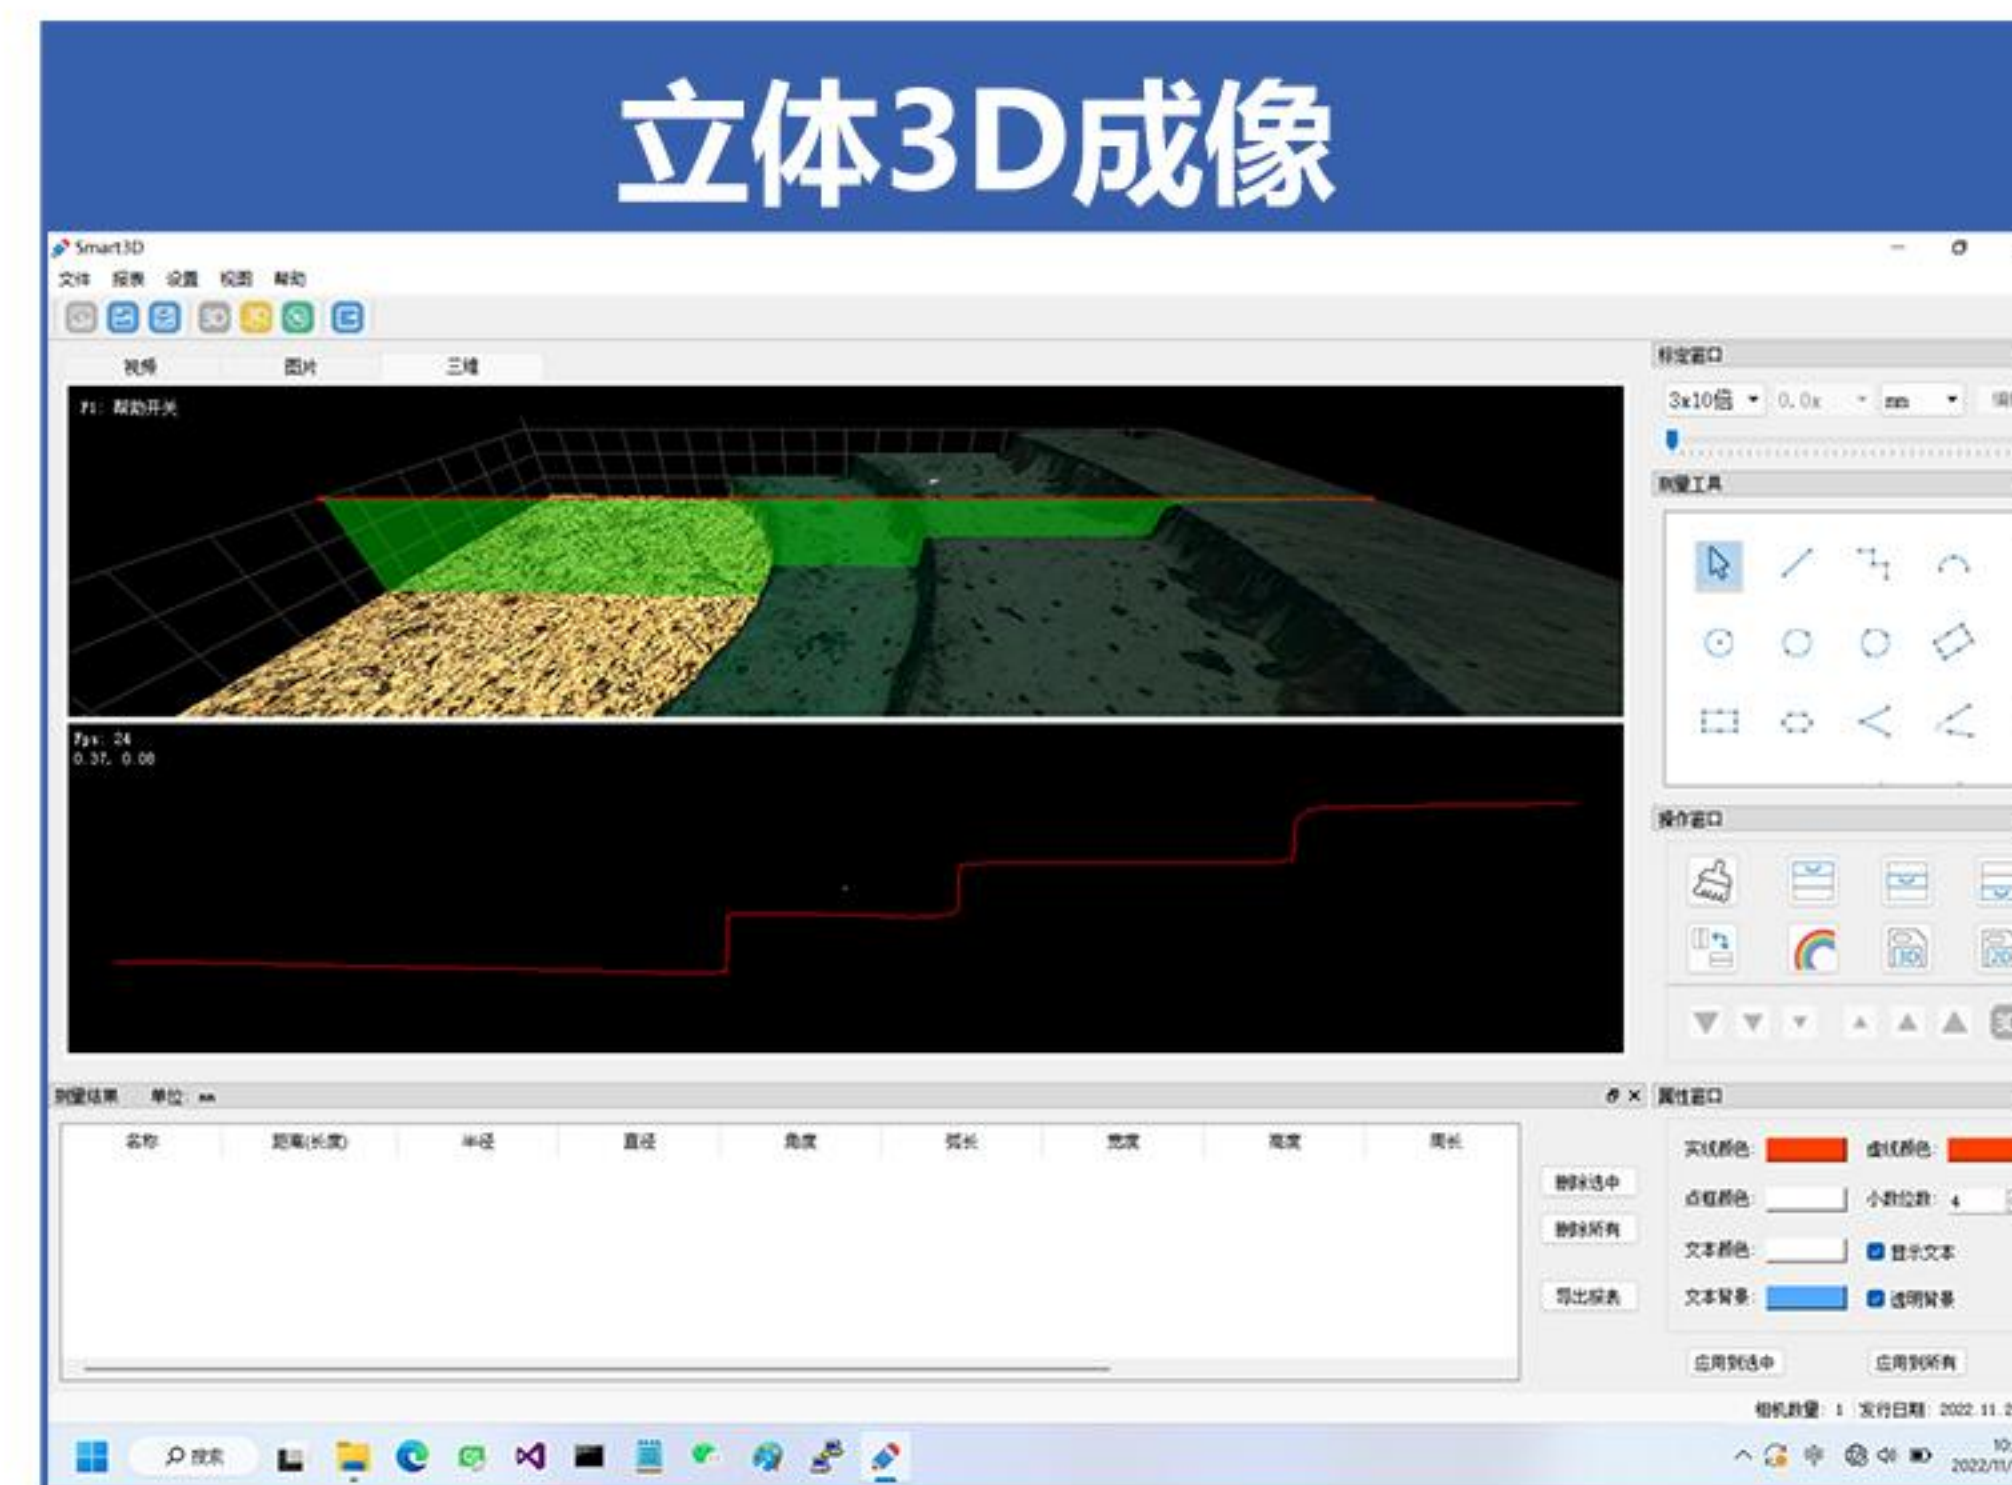 立体3D成像
Smart3D
文件 报表 设置 视图 帮助
视频 图片 三维
F1: 帮助开关
Fps: 24
0.37, 0.08
标定窗口
3x10倍 0.0x mm
测量工具
操作窗口
3D 2D
测量结果 单位: mm
名称 距离(长度) 半径 直径 角度 弧长 宽度 高度 周长
删除选中
删除所有
导出报表
属性窗口
实线颜色: 虚线颜色:
点框颜色: 小数位数: 4
文本颜色: 显示文本
文本背景: 透明背景
应用到选中 应用到所有
相机数量: 1 发行日期: 2022.11.2
搜索
10:
2022/11/